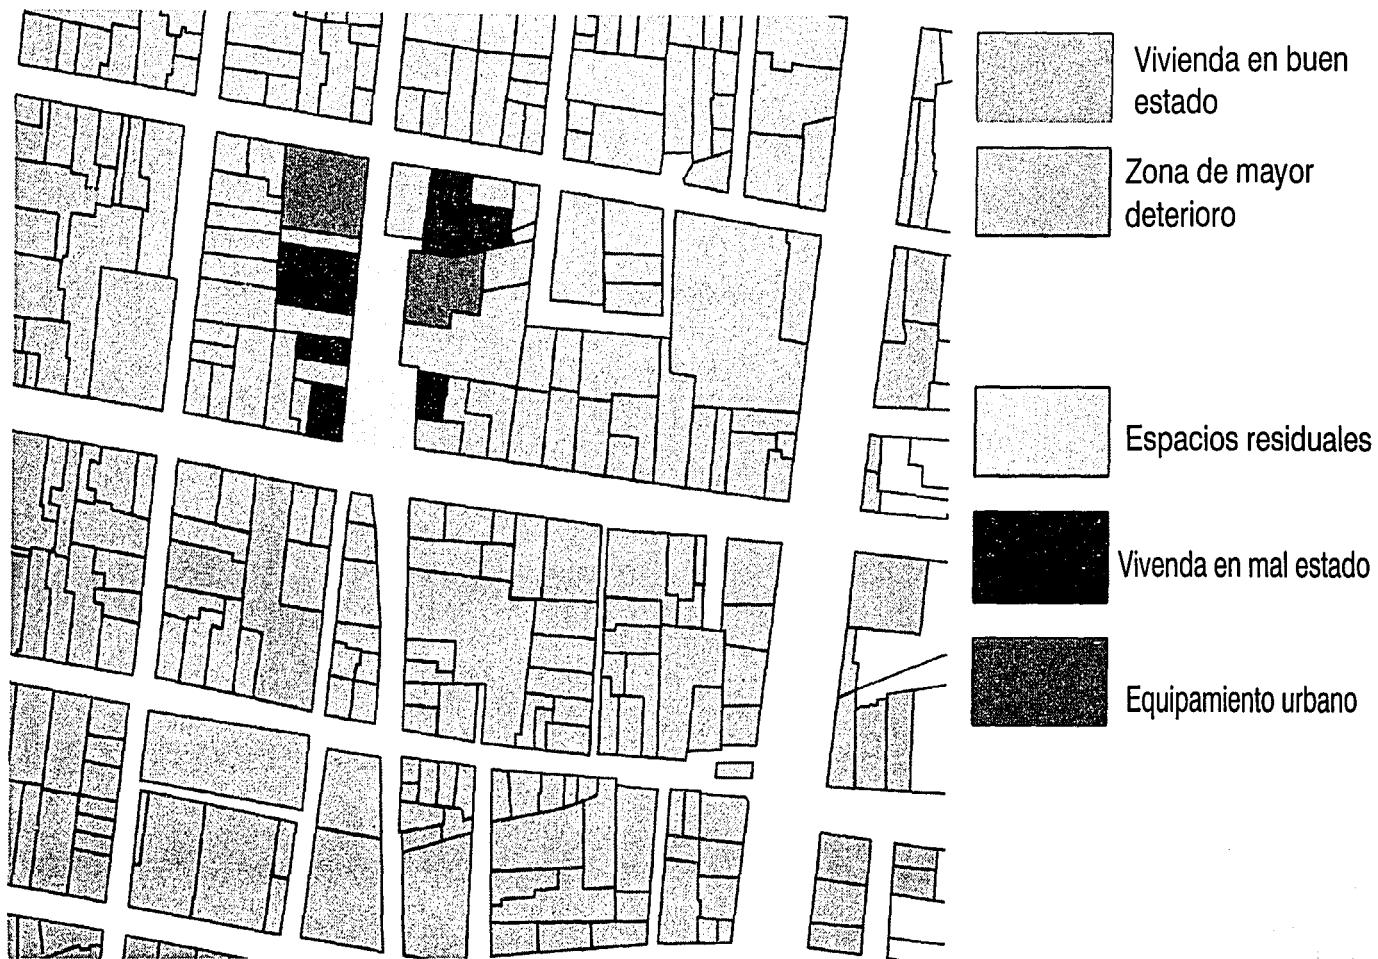 Vivienda en buen
estado
Zona de mayor
deterioro
Espacios residuales
Vivenda en mal estado
Equipamiento urbano